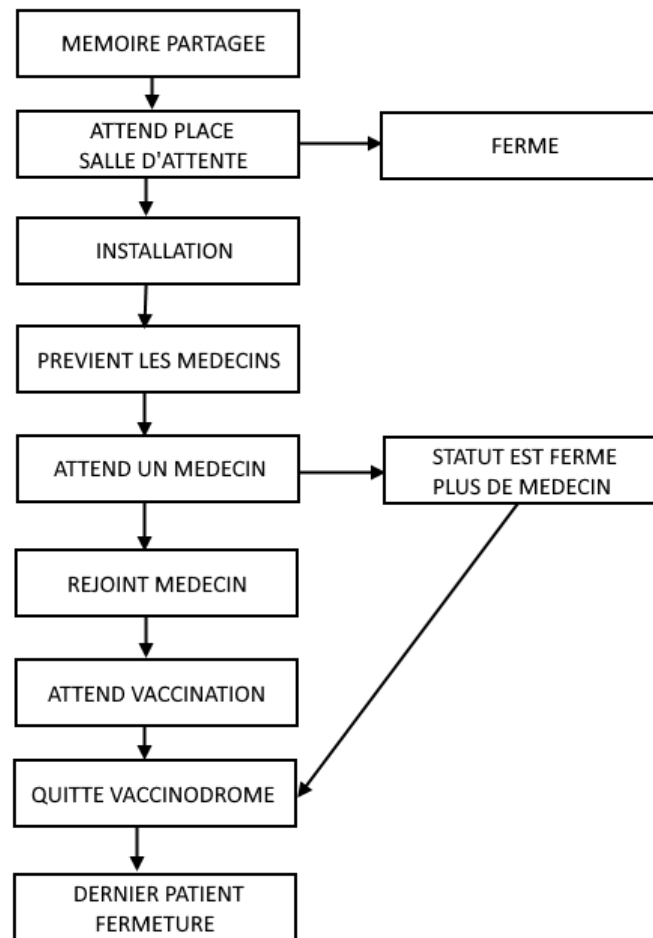 MEMOIRE PARTAGEE
ATTEND PLACE
SALLE D'ATTENTE
FERME
INSTALLATION
PREVIENT LES MEDECINS
ATTEND UN MEDECIN
STATUT EST FERME
PLUS DE MEDECIN
REJOINT MEDECIN
ATTEND VACCINATION
QUITTE VACCINODROME
DERNIER PATIENT
FERMETURE